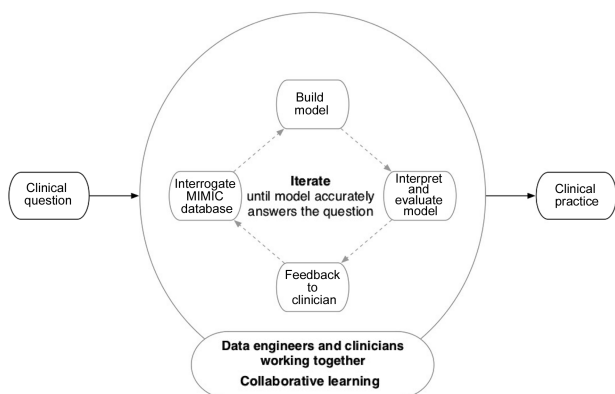 Build
model
Clinical
question
Interrogate
MIMIC
database
Iterate
until model accurately
answers the question
Interpret
and
evaluate
model
Clinical
practice
Feedback
to
clinician
Data engineers and clinicians
working together
Collaborative learning